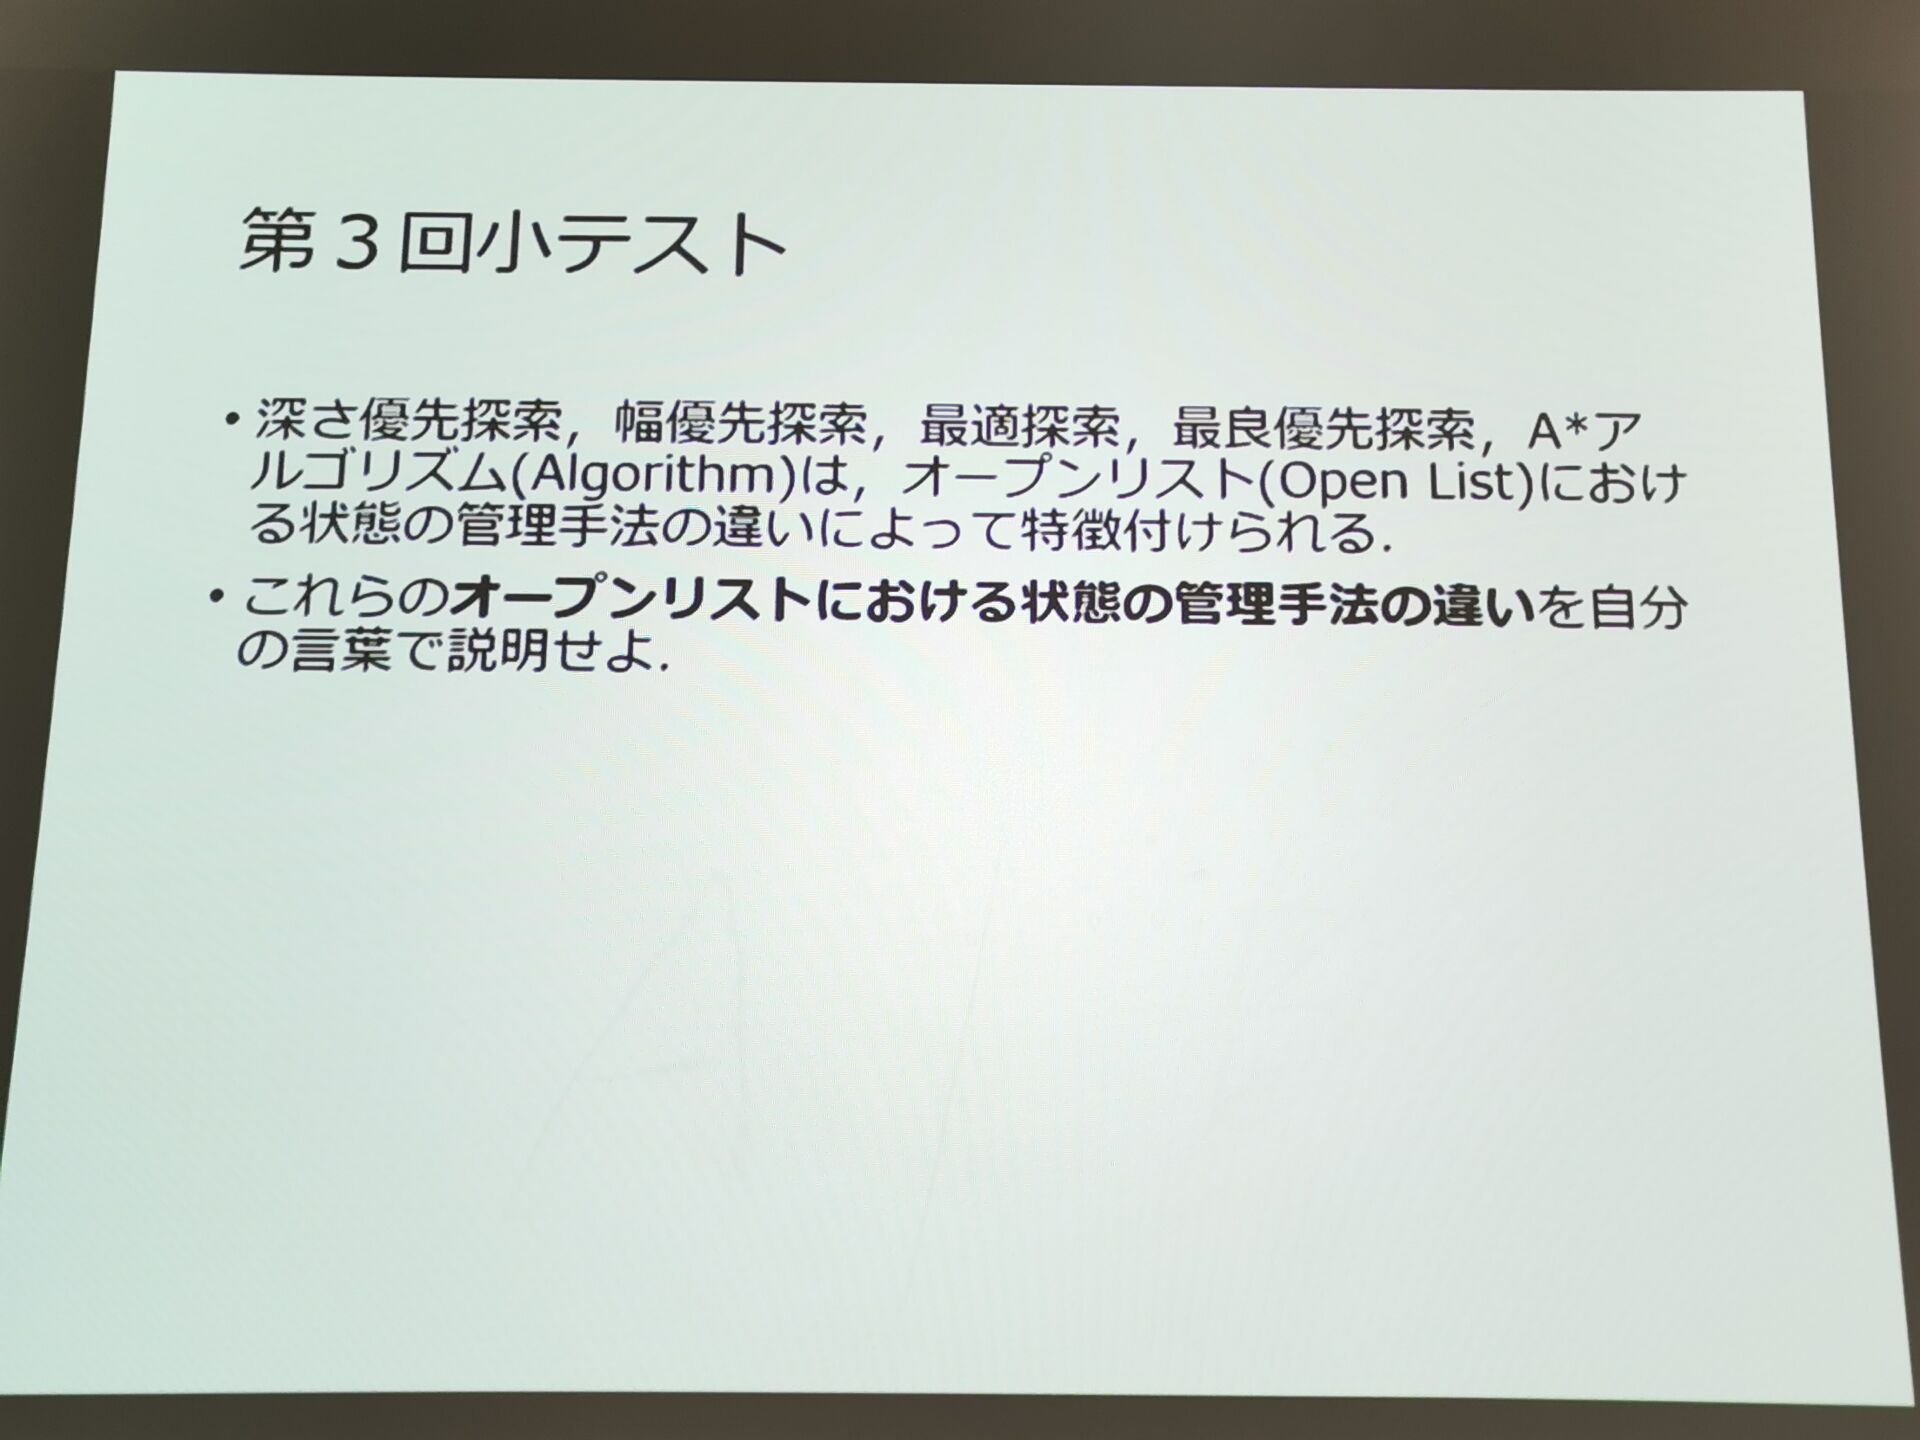 第３回小テスト
• 深さ優先探索，幅優先探索，最適探索，最良優先探索，A*ア
ルゴリズム(Algorithm)は，オープンリスト(Open List)におけ
る状態の管理手法の違いによって特徴付けられる．
• これらのオープンリストにおける状態の管理手法の違いを自分
の言葉で説明せよ．